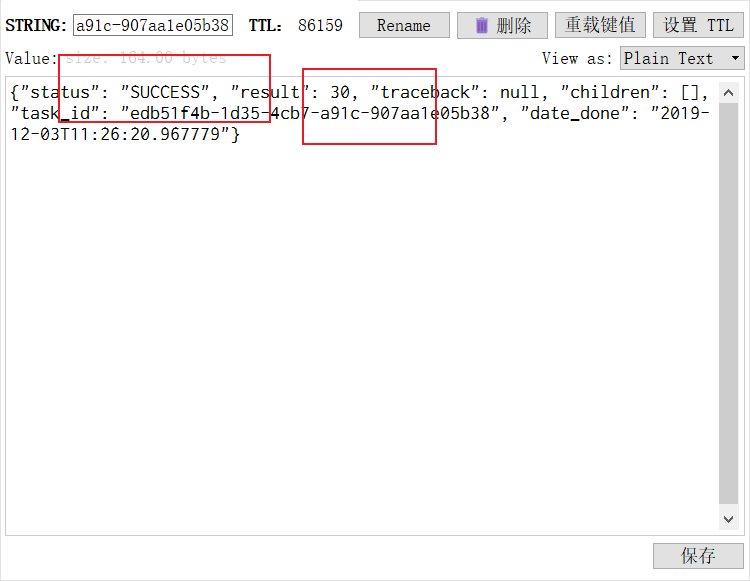 STRING: a91c-907aa1e05b38 TTL: 86159 Rename 删除 重载键值 设置 TTL
Value: size: 164.00 bytes View as: Plain Text
{"status": "SUCCESS", "result": 30, "traceback": null, "children": [],
"task_id": "edb51f4b-1d35-4cb7-a91c-907aa1e05b38", "date_done": "2019-
12-03T11:26:20.967779"}
保存